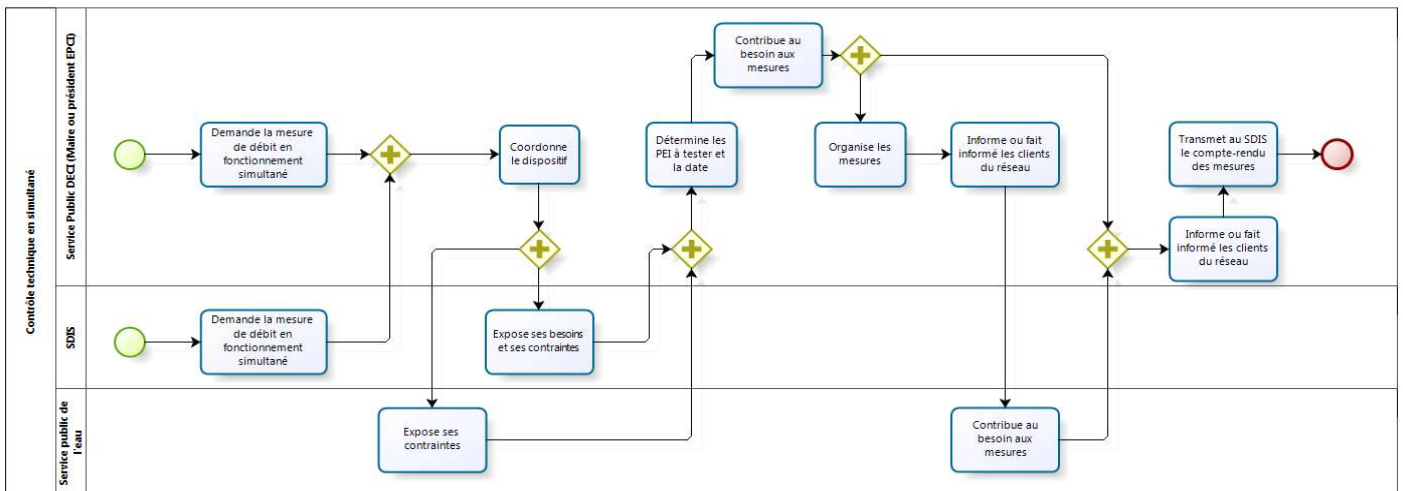 Contrôle technique en simultané
Service Public DECI (Maire ou président EPCI)
Demande la mesure
de débit en
fonctionnement
simultané
Coordonne
le dispositif
Détermine les
PEI à tester et
la date
Contribue au
besoin aux
mesures
Organise les
mesures
Informe ou fait
informé les clients
du réseau
Transmet au SDIS
le compte-rendu
des mesures
Informe ou fait
informé les clients
du réseau
SDIS
Demande la mesure
de débit en
fonctionnement
simultané
Expose ses besoins
et ses contraintes
Service public de
l'eau
Expose ses
contraintes
Contribue au
besoin aux
mesures